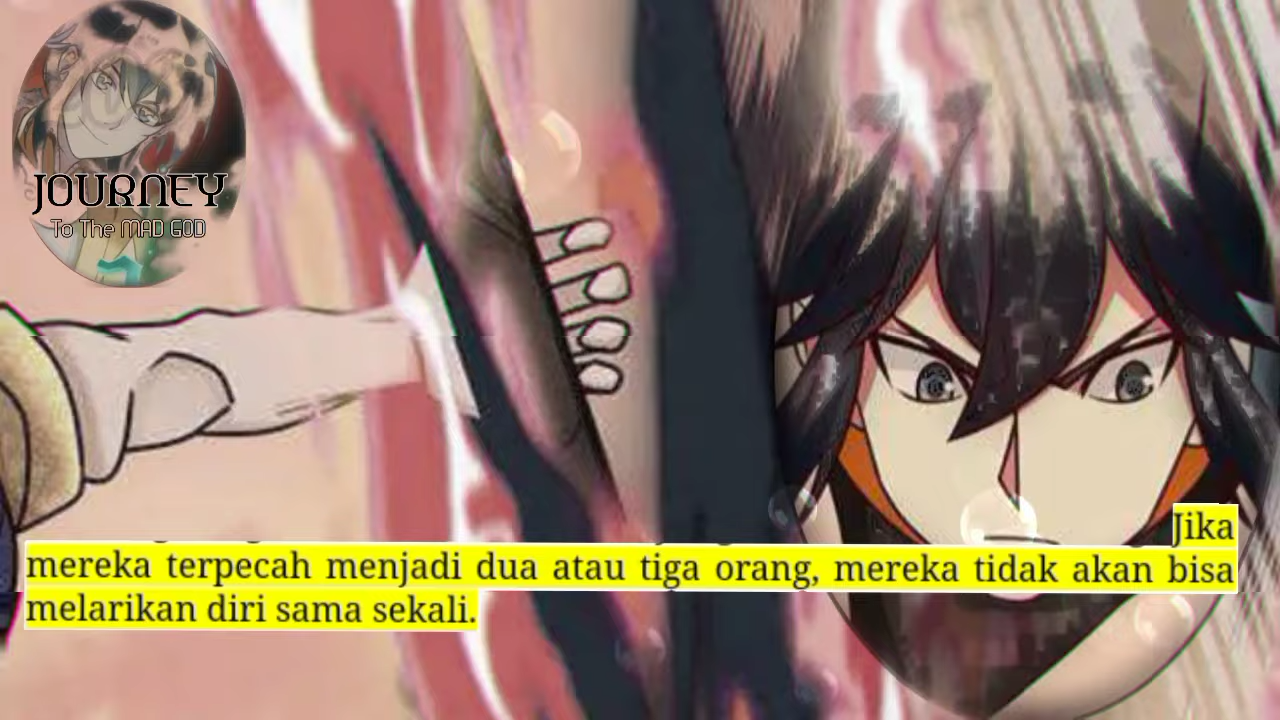 JOURNEY
To The MAD GOD
Jika
mereka terpecah menjadi dua atau tiga orang, mereka tidak akan bisa
melarikan diri sama sekali.